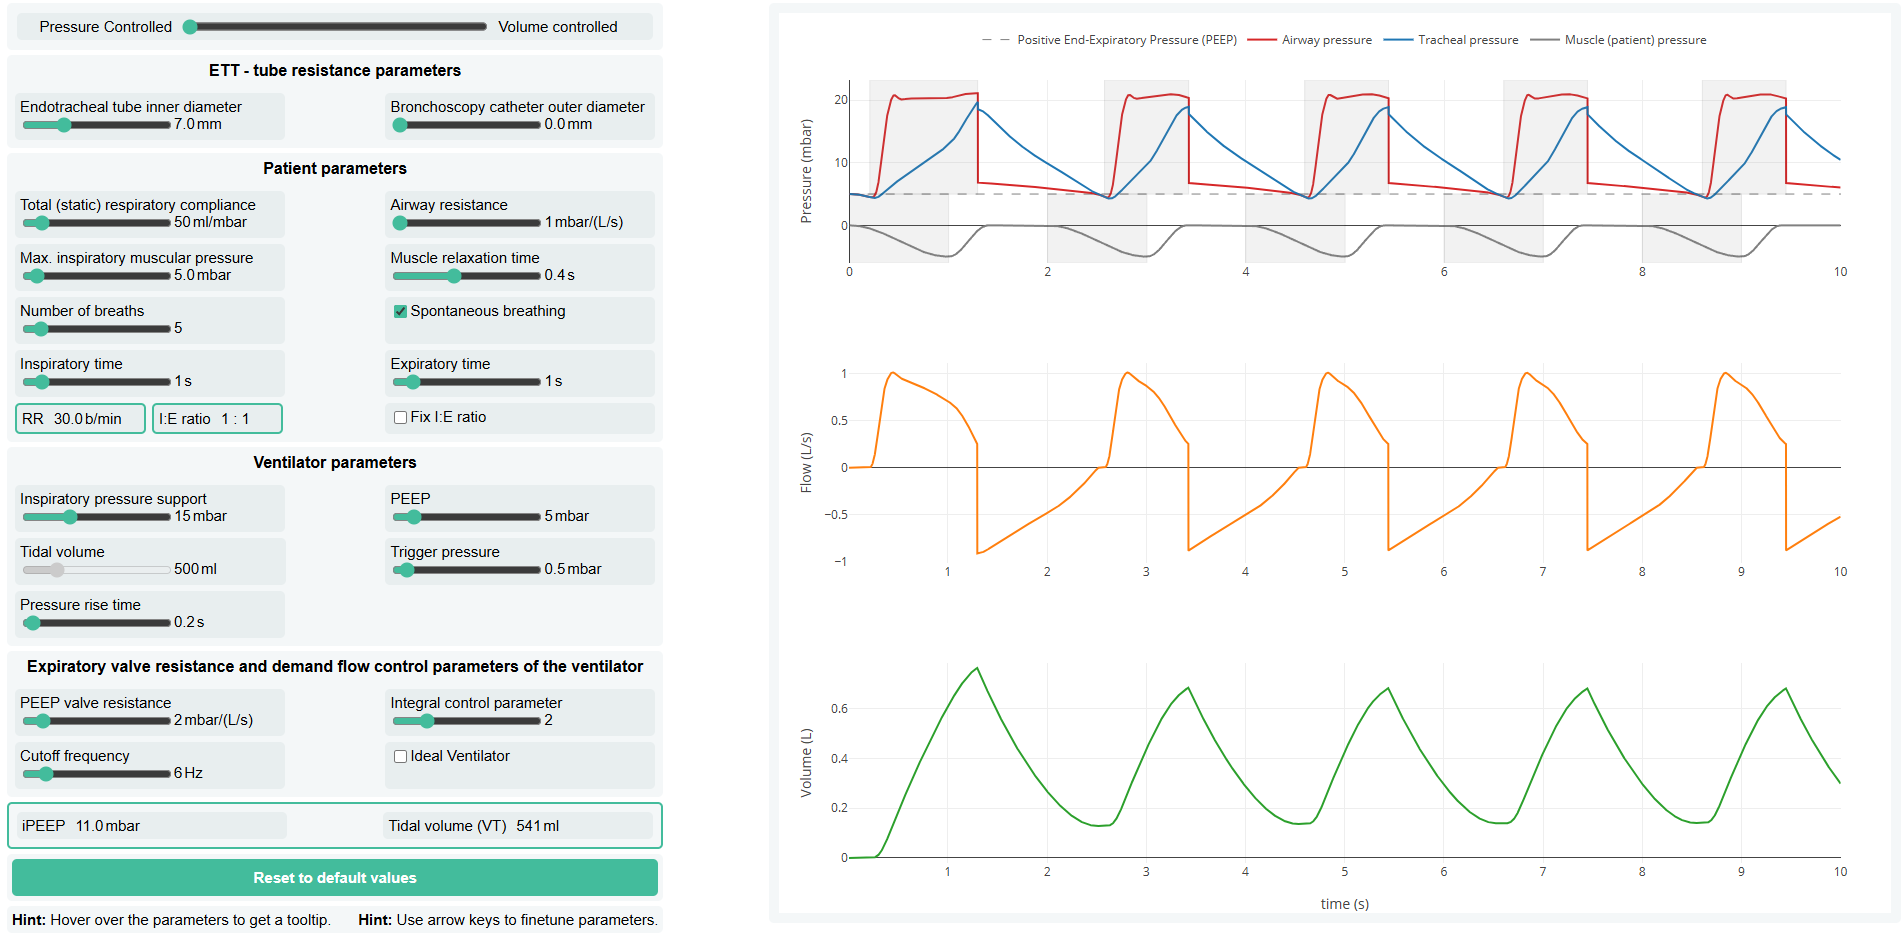 Pressure Controlled Volume controlled
ETT - tube resistance parameters
Endotracheal tube inner diameter Bronchoscopy catheter outer diameter
7.0 mm 0.0 mm
Patient parameters
Total (static) respiratory compliance Airway resistance
50 ml/mbar 1 mbar/(L/s)
Max. inspiratory muscular pressure Muscle relaxation time
5.0 mbar 0.4 s
Number of breaths Spontaneous breathing
5
Inspiratory time Expiratory time
1 s 1 s
RR 30.0 b/min I:E ratio 1 : 1 Fix I:E ratio
Ventilator parameters
Inspiratory pressure support PEEP
15 mbar 5 mbar
Tidal volume Trigger pressure
500 ml 0.5 mbar
Pressure rise time
0.2 s
Expiratory valve resistance and demand flow control parameters of the ventilator
PEEP valve resistance Integral control parameter
2 mbar/(L/s) 2
Cutoff frequency Ideal Ventilator
6 Hz
iPEEP 11.0 mbar Tidal volume (VT) 541 ml
Reset to default values
Hint: Hover over the parameters to get a tooltip. Hint: Use arrow keys to finetune parameters.
Positive End-Expiratory Pressure (PEEP) Airway pressure Tracheal pressure Muscle (patient) pressure
Pressure (mbar)
20
10
0
0 2 4 6 8 10
Flow (L/s)
1
0.5
0
−0.5
−1
1 2 3 4 5 6 7 8 9 10
Volume (L)
0.6
0.4
0.2
0
1 2 3 4 5 6 7 8 9 10
time (s)